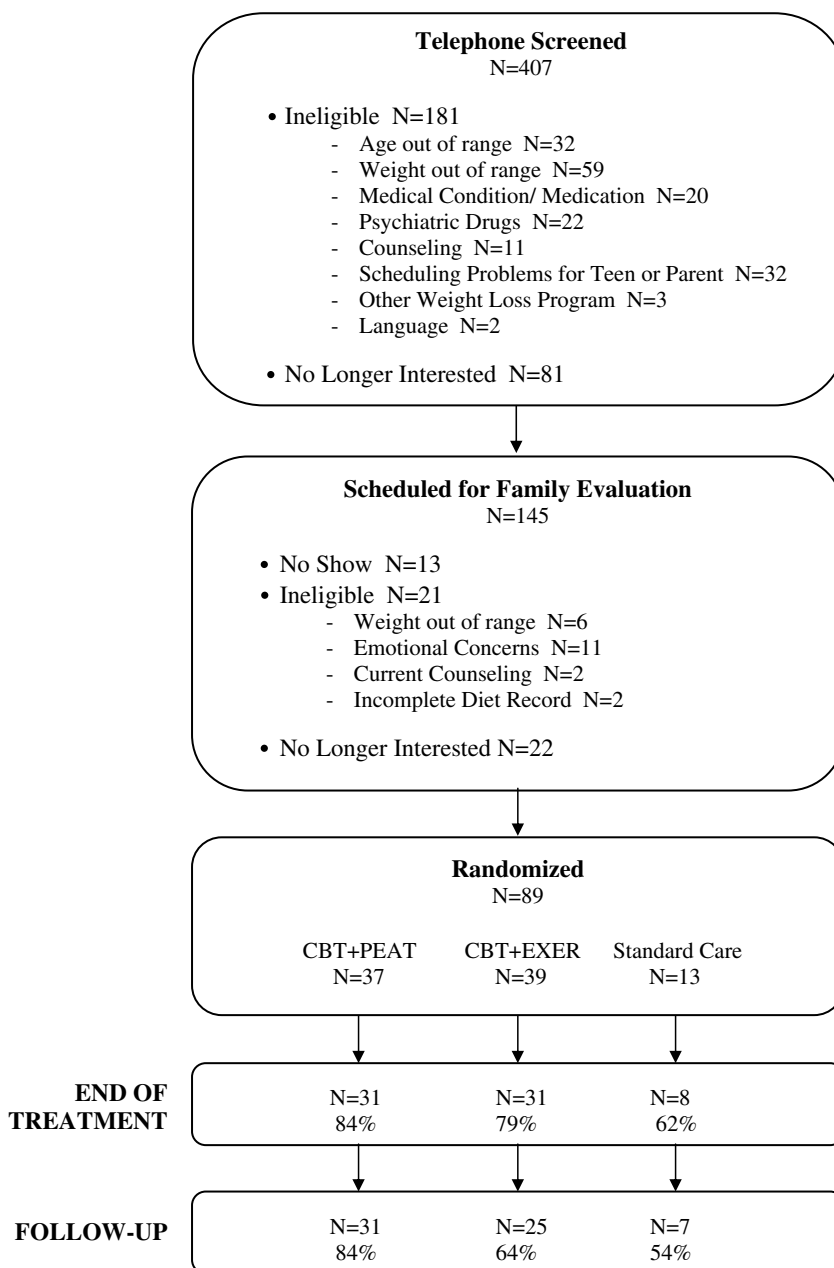 Telephone Screened
N=407
• Ineligible N=181
- Age out of range N=32
- Weight out of range N=59
- Medical Condition/ Medication N=20
- Psychiatric Drugs N=22
- Counseling N=11
- Scheduling Problems for Teen or Parent N=32
- Other Weight Loss Program N=3
- Language N=2
• No Longer Interested N=81
Scheduled for Family Evaluation
N=145
• No Show N=13
• Ineligible N=21
- Weight out of range N=6
- Emotional Concerns N=11
- Current Counseling N=2
- Incomplete Diet Record N=2
• No Longer Interested N=22
Randomized
N=89
CBT+PEAT CBT+EXER Standard Care
N=37 N=39 N=13
END OF
TREATMENT
N=31 N=31 N=8
84% 79% 62%
FOLLOW-UP
N=31 N=25 N=7
84% 64% 54%